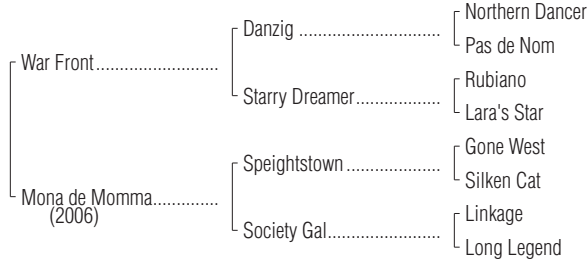 Northern Dancer
Danzig
Pas de Nom
War Front
Rubiano
Starry Dreamer
Lara's Star
Gone West
Speightstown
Silken Cat
Mona de Momma
(2006)
Linkage
Society Gal
Long Legend